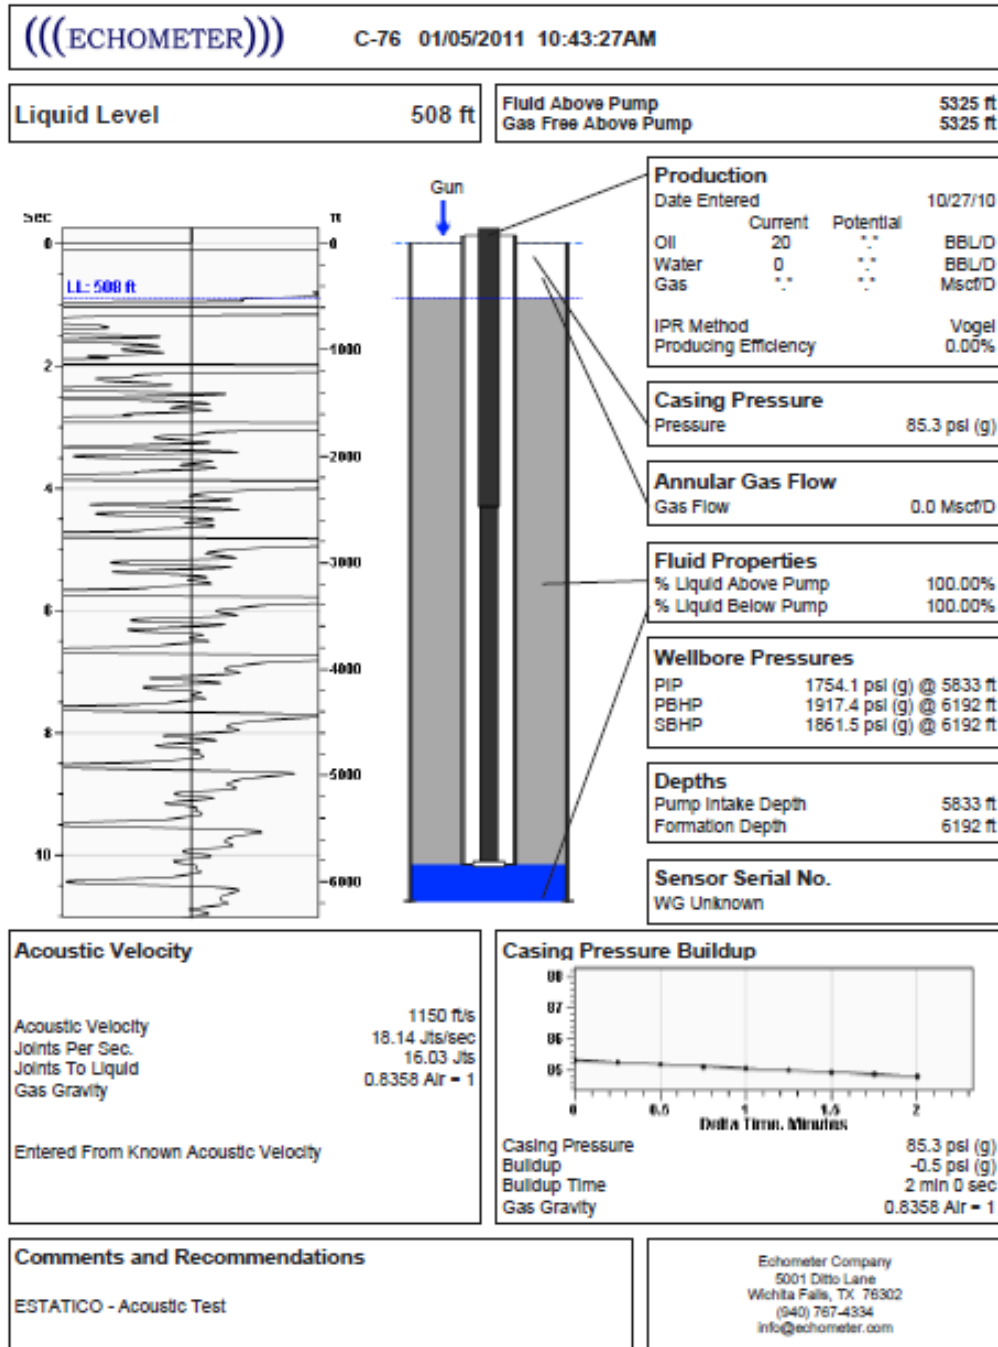 (((ECHOMETER))) C-76 01/05/2011 10:43:27AM
Liquid Level 508 ft
Fluid Above Pump 5325 ft
Gas Free Above Pump 5325 ft
Gun
Sec ft
0 0
LL: 508 ft
1000
2
2000
4
3000
6
4000
8
5000
10
6000
Production
Date Entered 10/27/10
Current Potential
Oil 20 *.* BBL/D
Water 0 *.* BBL/D
Gas *.* *.* Mscf/D
IPR Method Vogel
Producing Efficiency 0.00%
Casing Pressure
Pressure 85.3 psi (g)
Annular Gas Flow
Gas Flow 0.0 Mscf/D
Fluid Properties
% Liquid Above Pump 100.00%
% Liquid Below Pump 100.00%
Wellbore Pressures
PIP 1754.1 psi (g) @ 5833 ft
PBHP 1917.4 psi (g) @ 6192 ft
SBHP 1861.5 psi (g) @ 6192 ft
Depths
Pump Intake Depth 5833 ft
Formation Depth 6192 ft
Sensor Serial No.
WG Unknown
Acoustic Velocity
Acoustic Velocity 1150 ft/s
Joints Per Sec. 18.14 Jts/sec
Joints To Liquid 16.03 Jts
Gas Gravity 0.8358 Air = 1
Entered From Known Acoustic Velocity
Casing Pressure Buildup
88
87
86
85
0 0.5 1 1.5 2
Delta Time, Minutes
Casing Pressure 85.3 psi (g)
Buildup -0.5 psi (g)
Buildup Time 2 min 0 sec
Gas Gravity 0.8358 Air = 1
Comments and Recommendations
ESTATICO - Acoustic Test
Echometer Company
5001 Ditto Lane
Wichita Falls, TX 76302
(940) 767-4334
info@echometer.com